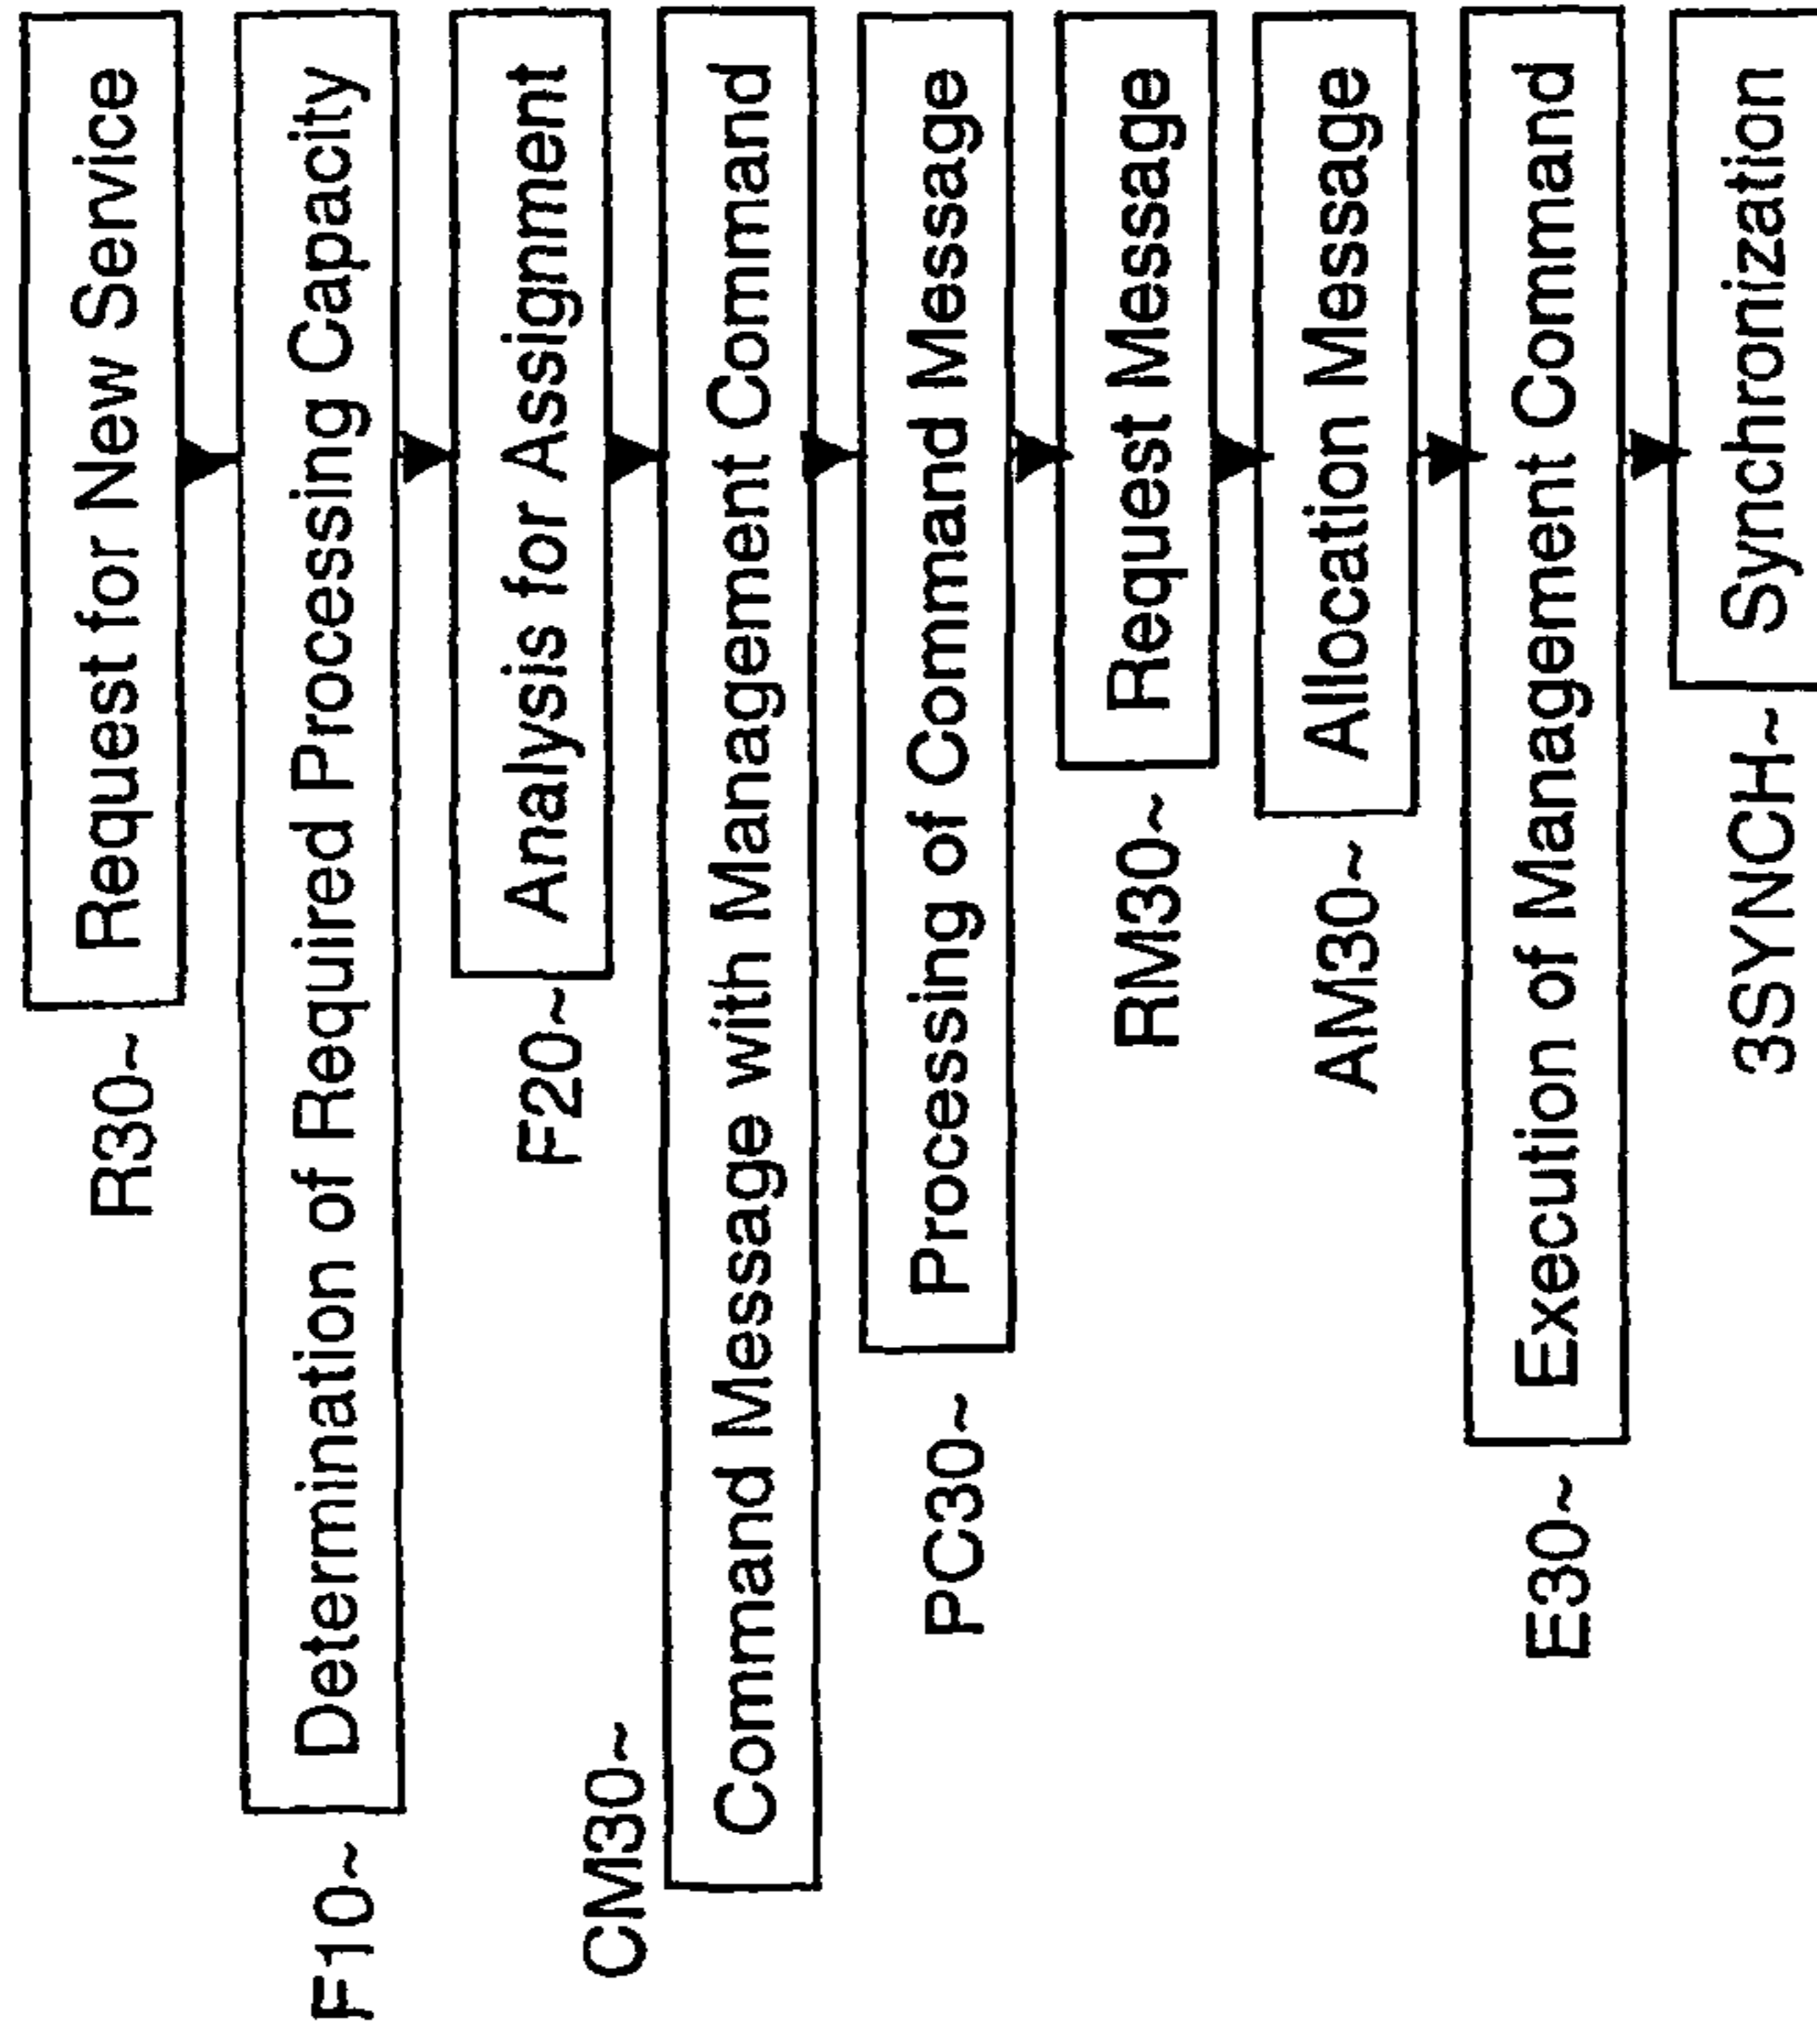 R30~ Request for New Service
F10~ Determination of Required Processing Capacity
F20~ Analysis for Assignment
CM30~
Command Message with Management Command
PC30~ Processing of Command Message
RM30~ Request Message
AM30~ Allocation Message
E30~ Execution of Management Command
3SYNCH~ Synchronization